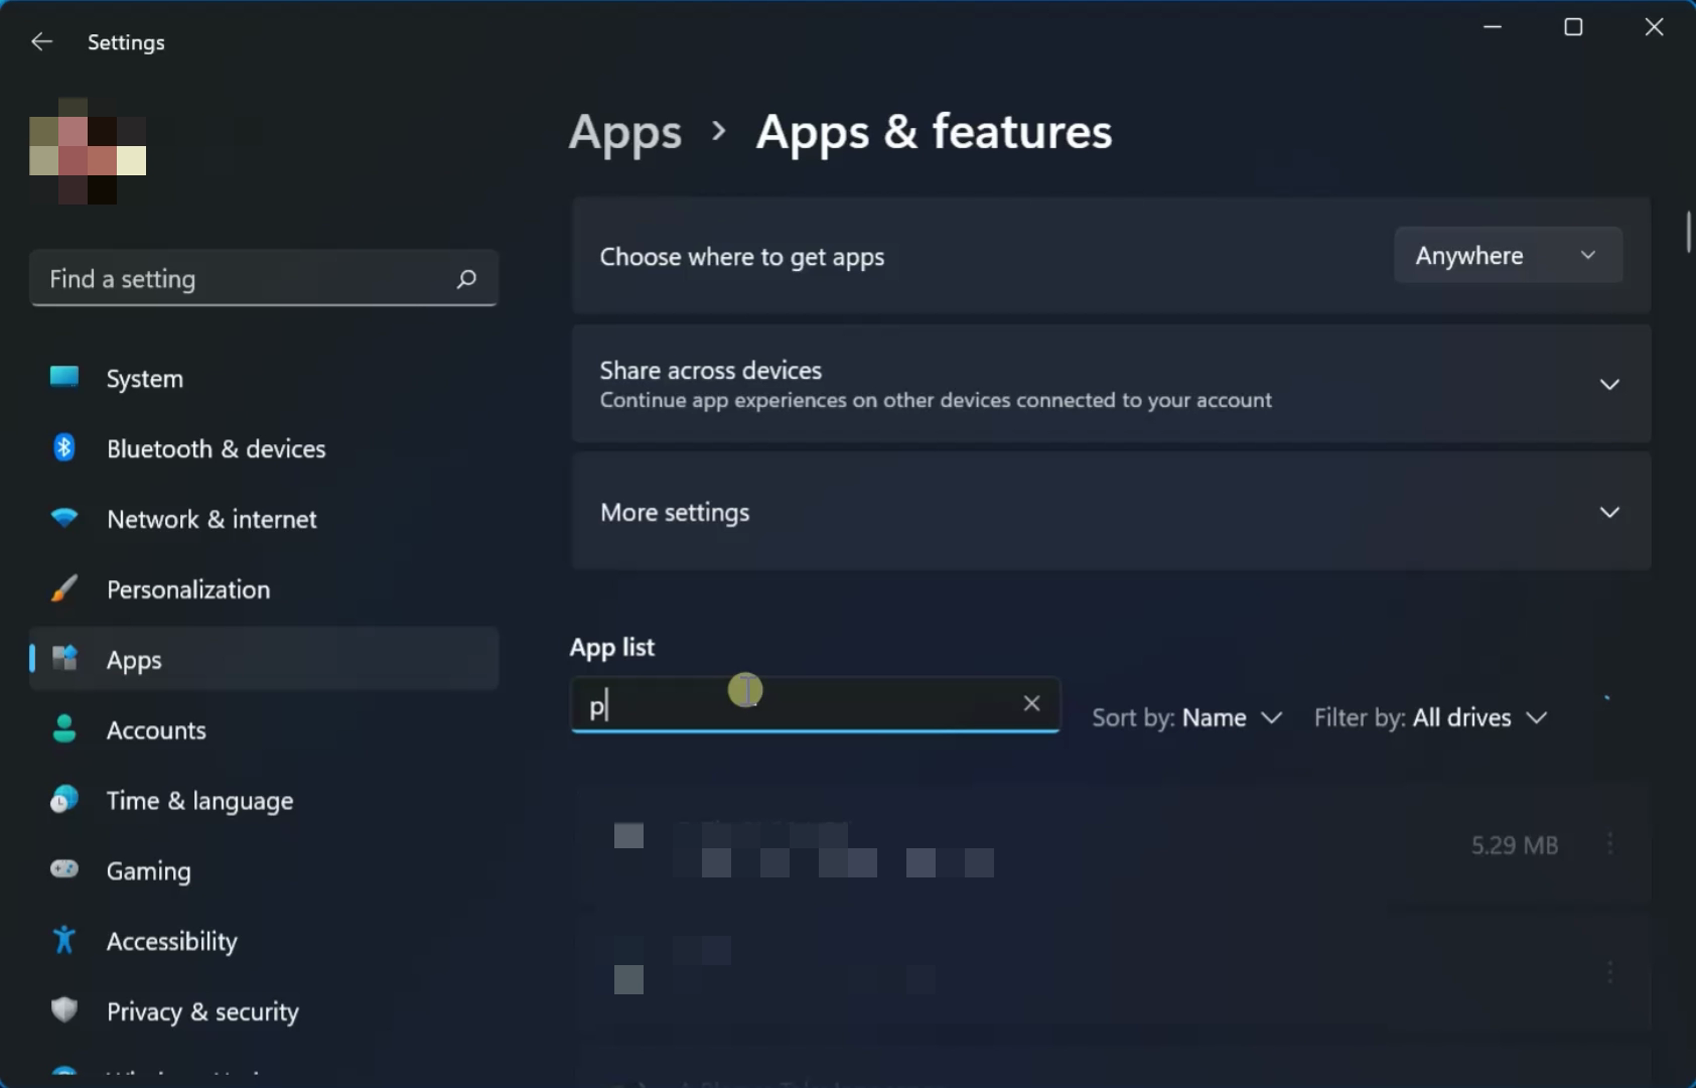 Settings
Find a setting
System
Bluetooth & devices
Network & internet
Personalization
Apps
Accounts
Time & language
Gaming
Accessibility
Privacy & security
Apps > Apps & features
Choose where to get apps
Anywhere
Share across devices
Continue app experiences on other devices connected to your account
More settings
App list
p
Sort by: Name
Filter by: All drives
5.29 MB